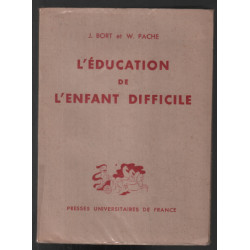 J. BORT et W. PACHE
L'ÉDUCATION
DE
L'ENFANT DIFFICILE
PRESSES UNIVERSITAIRES DE FRANCE